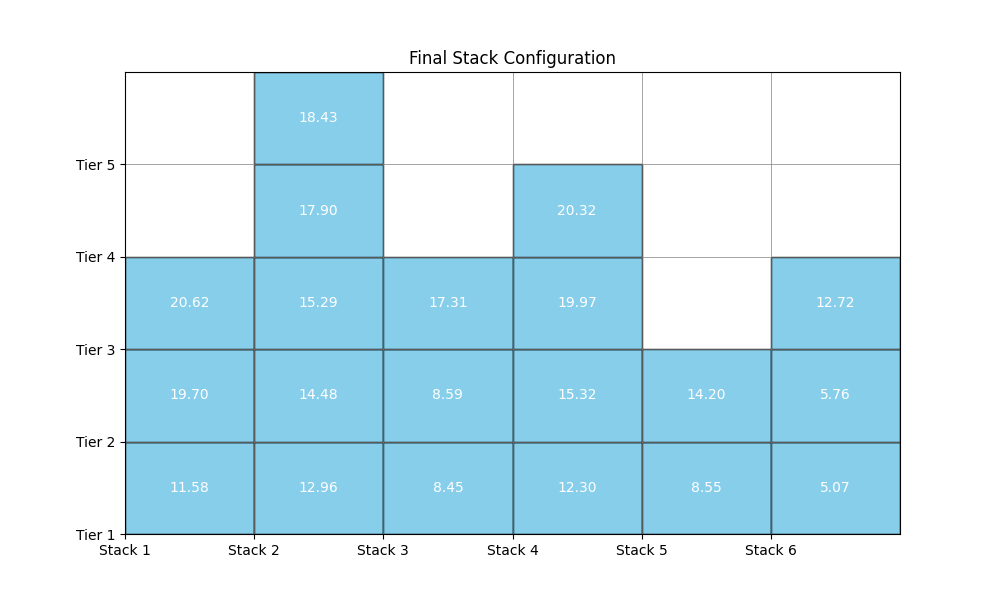 Final Stack Configuration
18.43
Tier 5
17.90 20.32
Tier 4
20.62 15.29 17.31 19.97 12.72
Tier 3
19.70 14.48 8.59 15.32 14.20 5.76
Tier 2
11.58 12.96 8.45 12.30 8.55 5.07
Tier 1
Stack 1 Stack 2 Stack 3 Stack 4 Stack 5 Stack 6